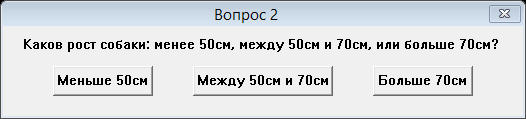 Вопрос 2
Каков рост собаки: менее 50см, между 50см и 70см, или больше 70см?
Меньше 50см Между 50см и 70см Больше 70см